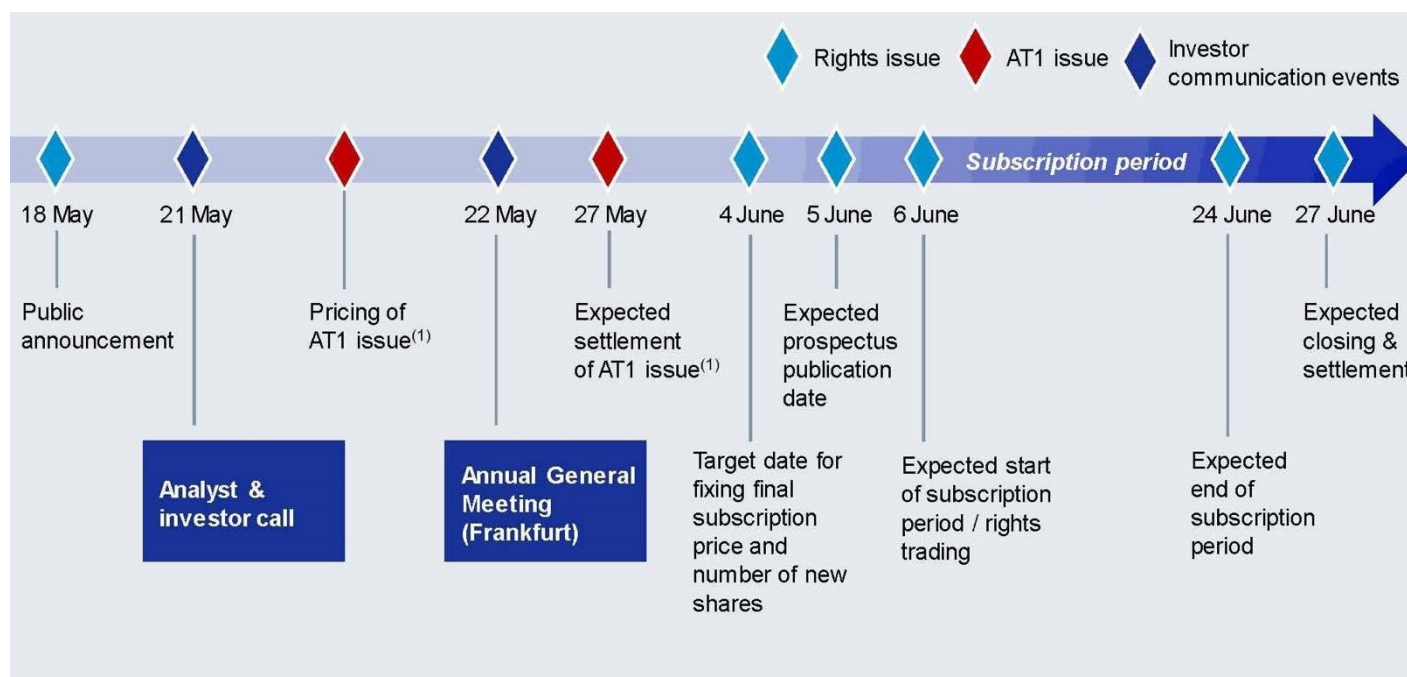 Rights issue
AT1 issue
Investor
communication events
Subscription period
18 May
21 May
22 May
27 May
4 June
5 June
6 June
24 June
27 June
Public
announcement
Pricing of
AT1 issue(1)
Expected
settlement
of AT1 issue(1)
Expected
prospectus
publication
date
Expected
closing &
settlement
Analyst &
investor call
Annual General
Meeting
(Frankfurt)
Target date for
fixing final
subscription
price and
number of new
shares
Expected start
of subscription
period / rights
trading
Expected
end of
subscription
period